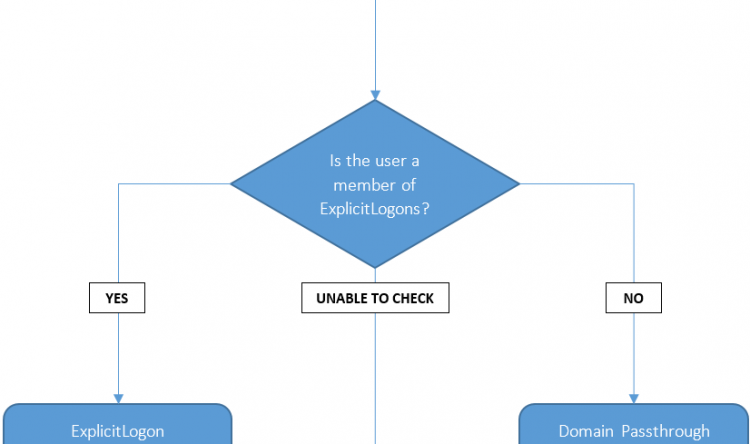 Is the user a
member of
ExplicitLogons?
YES
UNABLE TO CHECK
NO
ExplicitLogon
Domain Passthrough